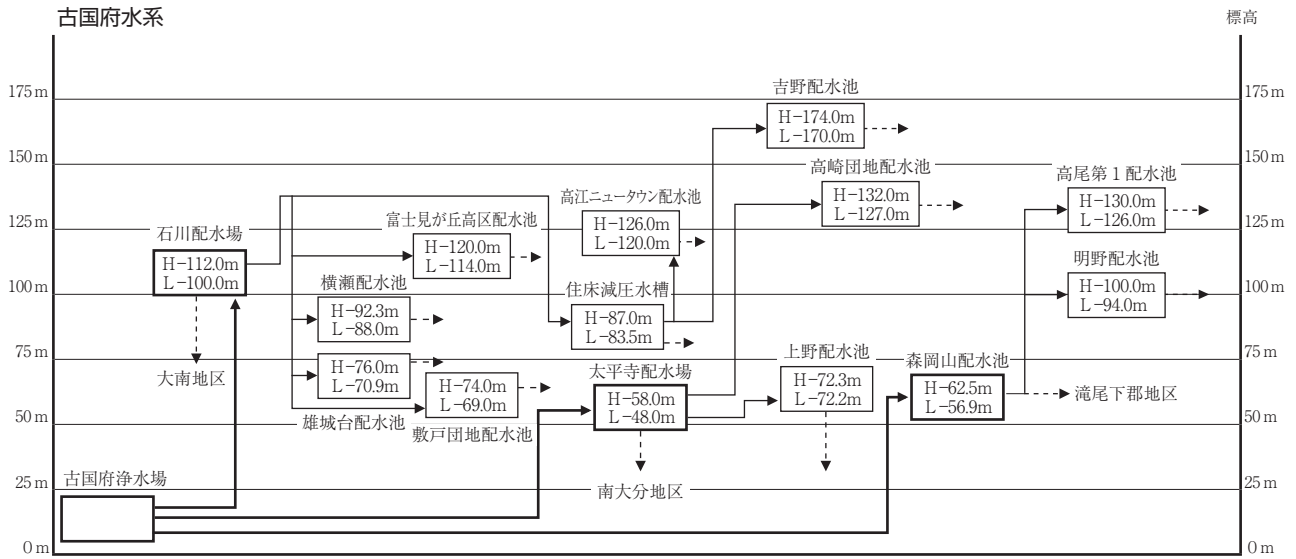 古国府水系
標高
175m
175m
150m
150m
125m
125m
100m
100m
75m
75m
50m
50m
25m
25m
0m
0m
吉野配水池
H-174.0m
L-170.0m
高崎団地配水池
H-132.0m
L-127.0m
高尾第1配水池
H-130.0m
L-126.0m
高江ニュータウン配水池
H-126.0m
L-120.0m
富士見が丘高区配水池
H-120.0m
L-114.0m
石川配水場
H-112.0m
L-100.0m
大南地区
明野配水池
H-100.0m
L-94.0m
横瀬配水池
H-92.3m
L-88.0m
住床減圧水槽
H-87.0m
L-83.5m
H-76.0m
L-70.9m
雄城台配水池
H-74.0m
L-69.0m
敷戸団地配水池
太平寺配水場
H-58.0m
L-48.0m
南大分地区
上野配水池
H-72.3m
L-72.2m
森岡山配水池
H-62.5m
L-56.9m
滝尾下郡地区
古国府浄水場